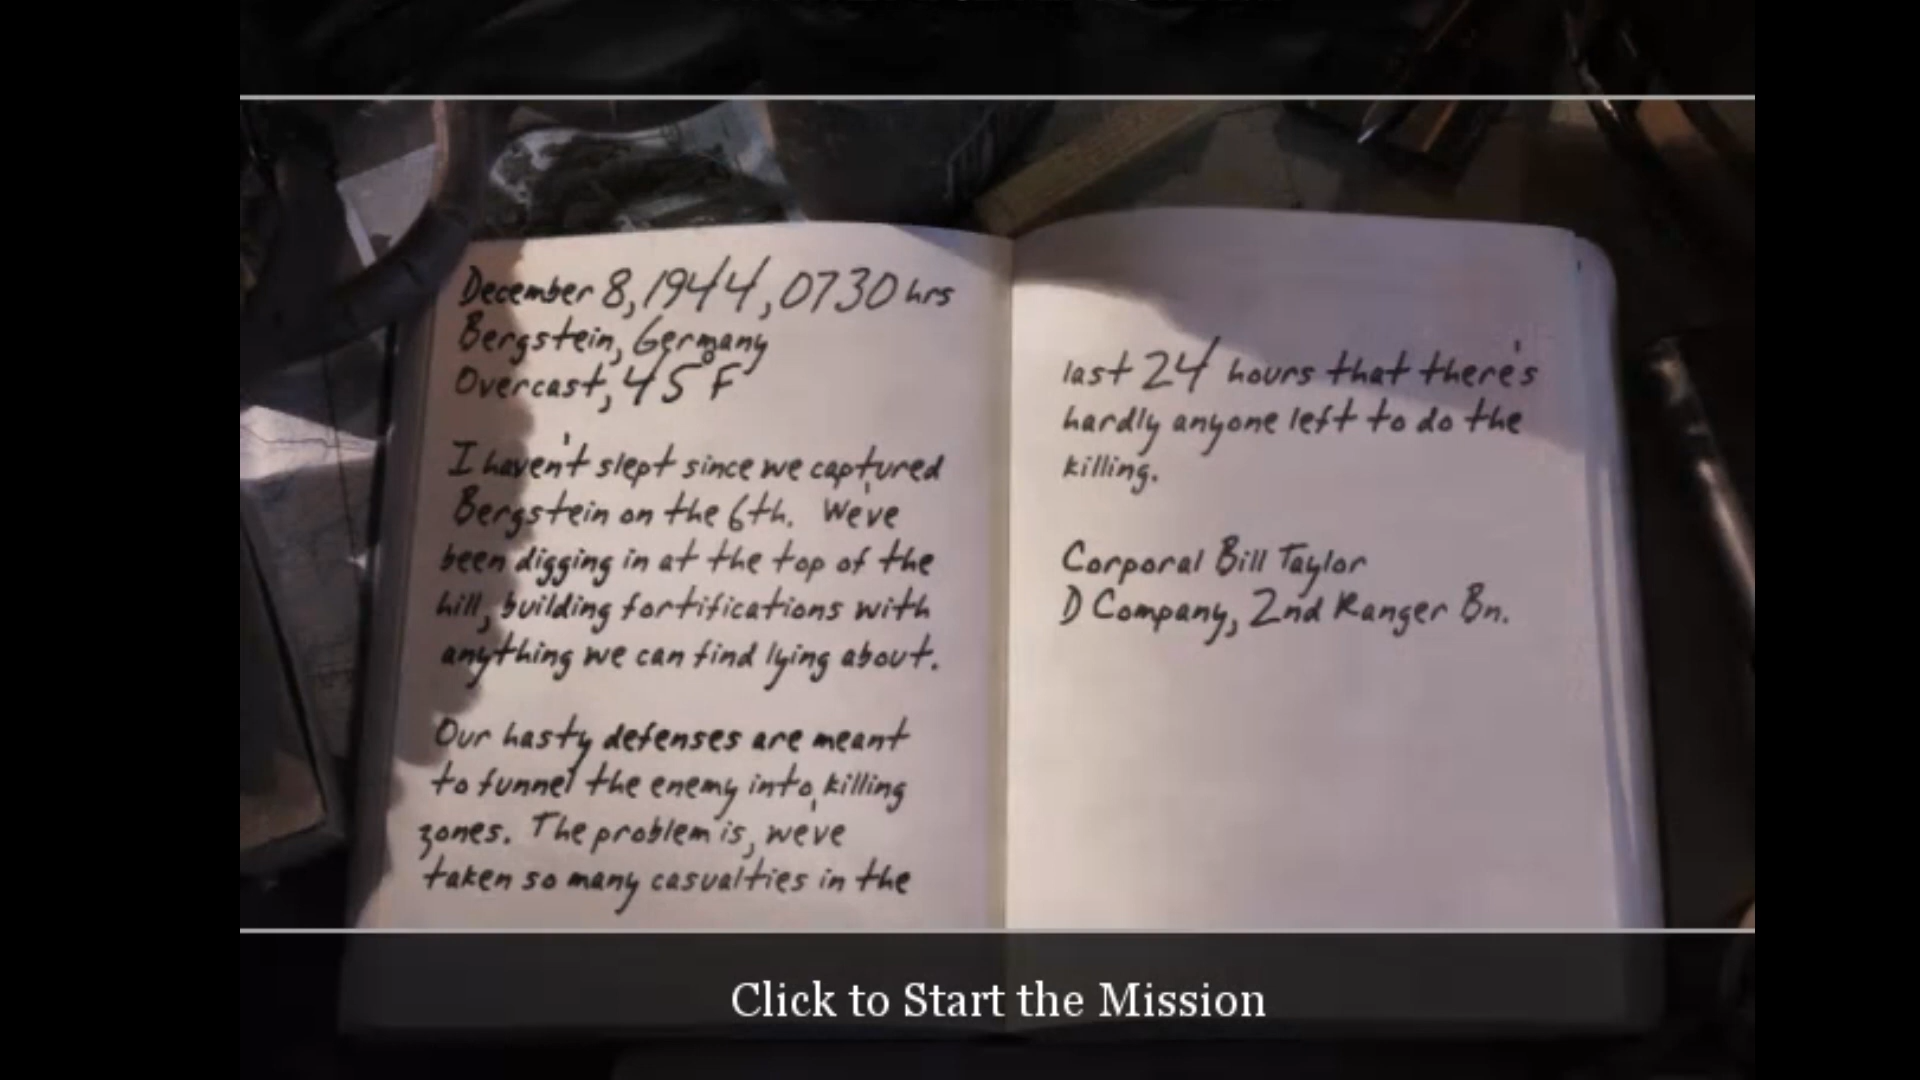 December 8, 1944, 0730 hrs
Bergstein, Germany
Overcast, 45°F
I haven't slept since we captured
Bergstein on the 6th. We've
been digging in at the top of the
hill, building fortifications with
anything we can find lying about.
Our hasty defenses are meant
to funnel the enemy into killing
zones. The problem is, we've
taken so many casualties in the
last 24 hours that there's
hardly anyone left to do the
killing.
Corporal Bill Taylor
D Company, 2nd Ranger Bn.
Click to Start the Mission